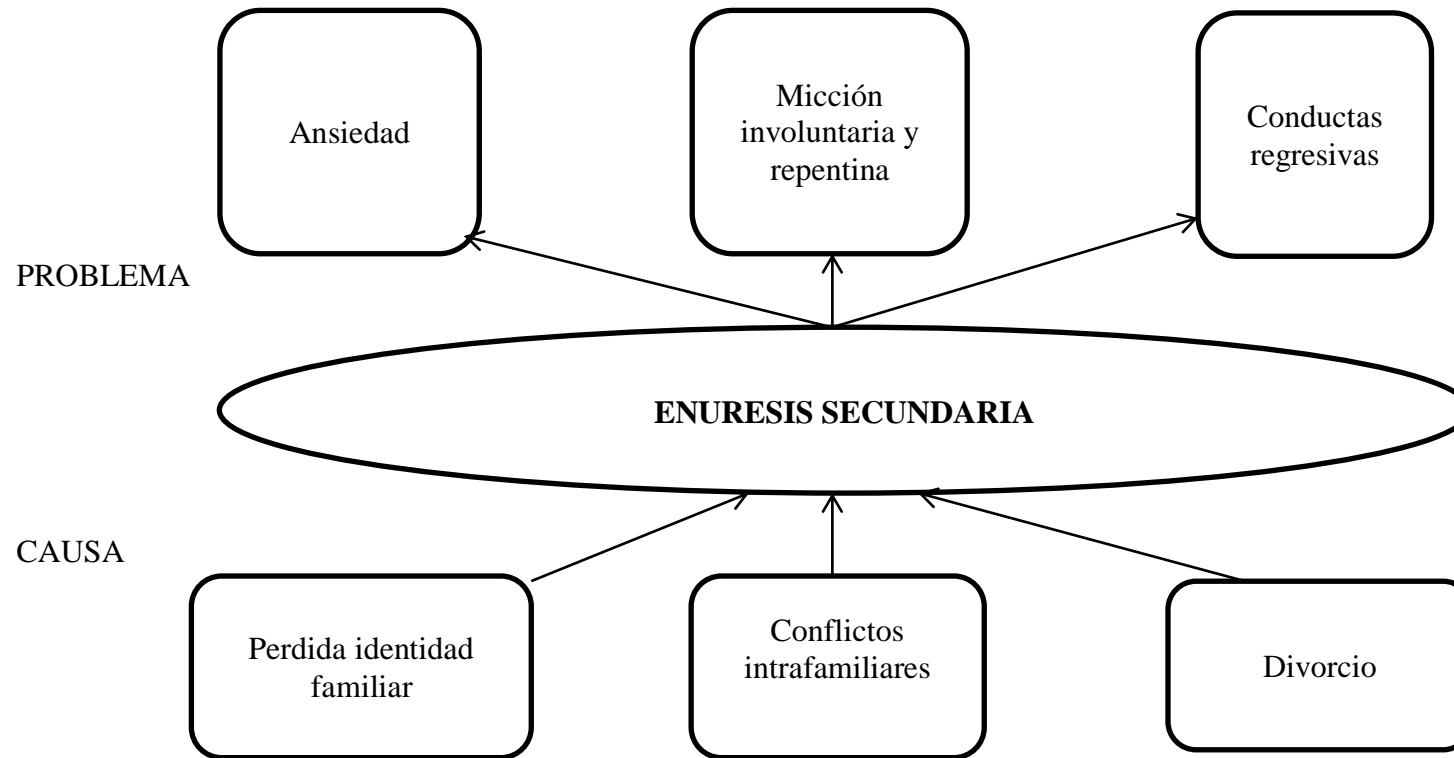 Ansiedad
Micción
involuntaria y
repentina
Conductas
regresivas
PROBLEMA
ENURESIS SECUNDARIA
CAUSA
Perdida identidad
familiar
Conflictos
intrafamiliares
Divorcio